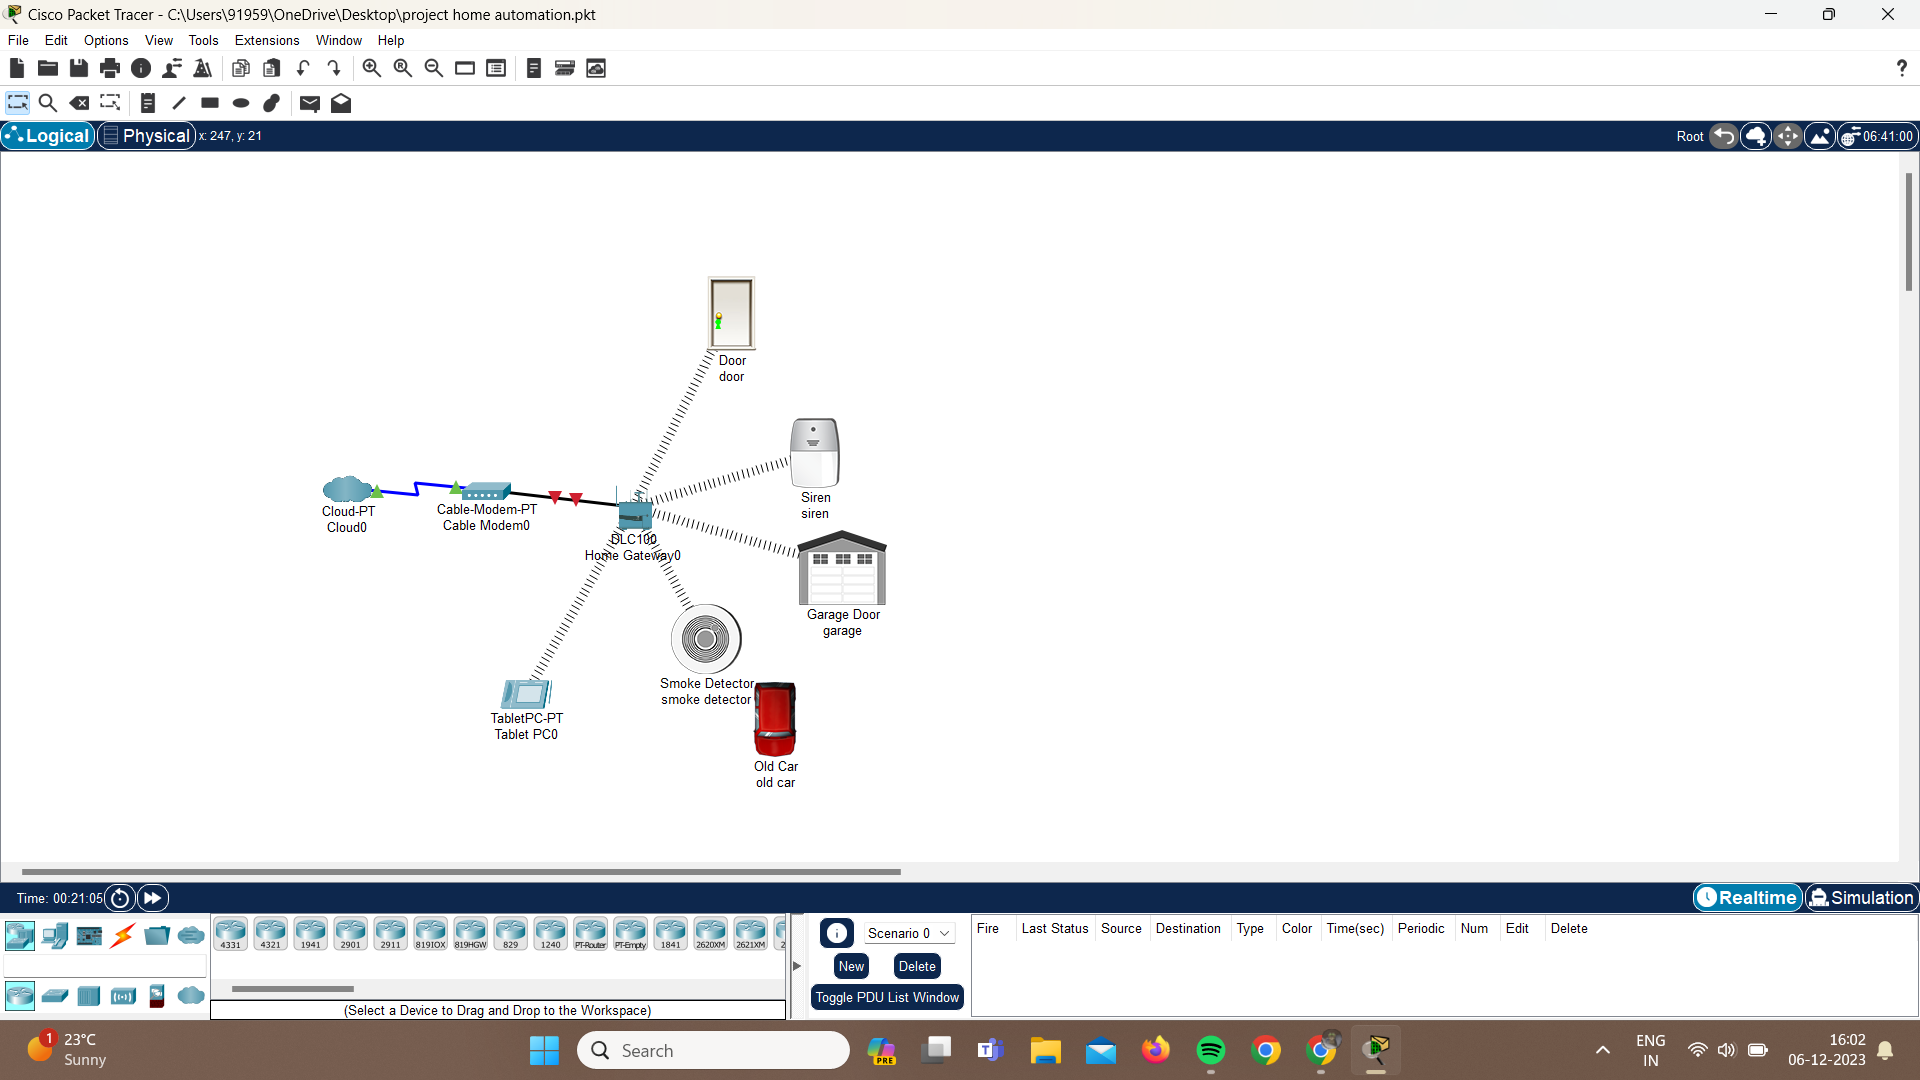 Cisco Packet Tracer - C:\Users\91959\OneDrive\Desktop\project home automation.pkt
File Edit Options View Tools Extensions Window Help
?
Logical Physical x: 247, y: 21 Root 06:41:00
Door
door
Siren
siren
Cloud-PT
Cloud0
Cable-Modem-PT
Cable Modem0
DLC100
Home Gateway0
Garage Door
garage
Smoke Detector
smoke detector
TabletPC-PT
Tablet PC0
Old Car
old car
Time: 00:21:05 Realtime Simulation
4331 4321 1941 2901 2911 819IOX 819HGW 829 1240 PT-Router PT-Empty 1841 2620XM 2621XM 2
Scenario 0
New Delete
Toggle PDU List Window
Fire Last Status Source Destination Type Color Time(sec) Periodic Num Edit Delete
(Select a Device to Drag and Drop to the Workspace)
1
23°C
Sunny
Search
PRE
ENG
IN
16:02
06-12-2023